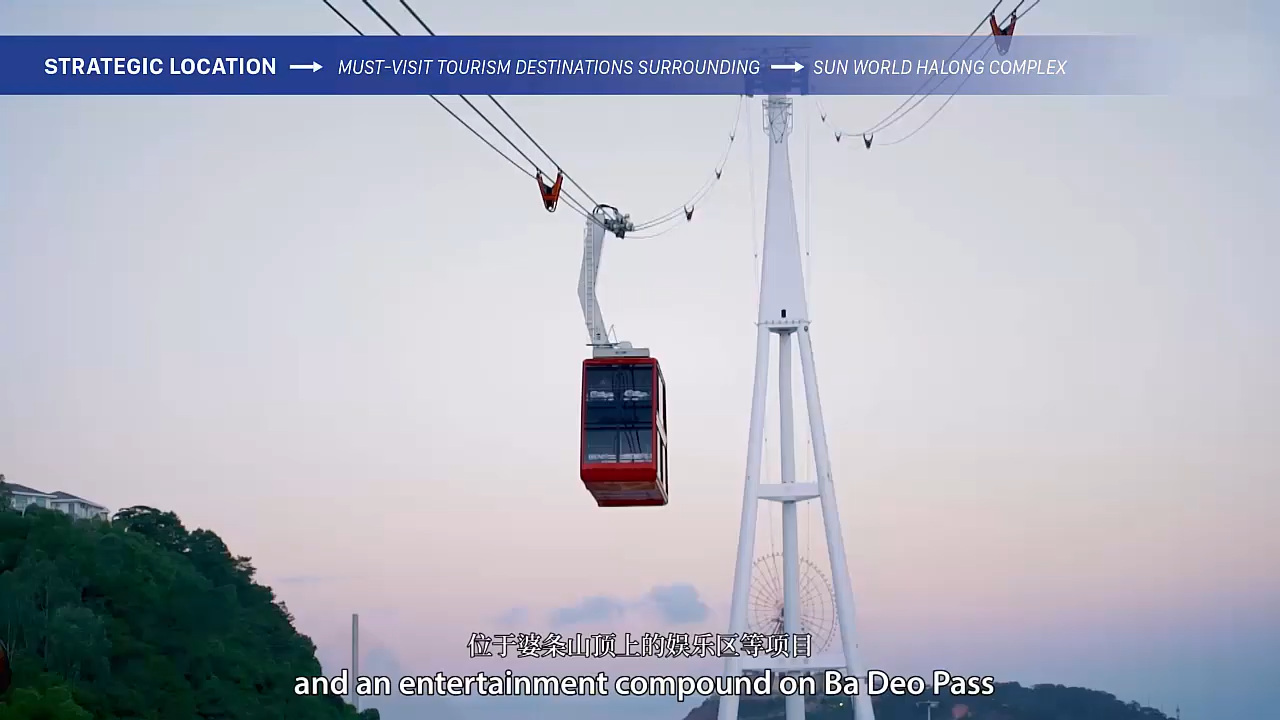 STRATEGIC LOCATION → MUST-VISIT TOURISM DESTINATIONS SURROUNDING → SUN WORLD HALONG COMPLEX
位于婆条山顶上的娱乐区等项目
and an entertainment compound on Ba Deo Pass